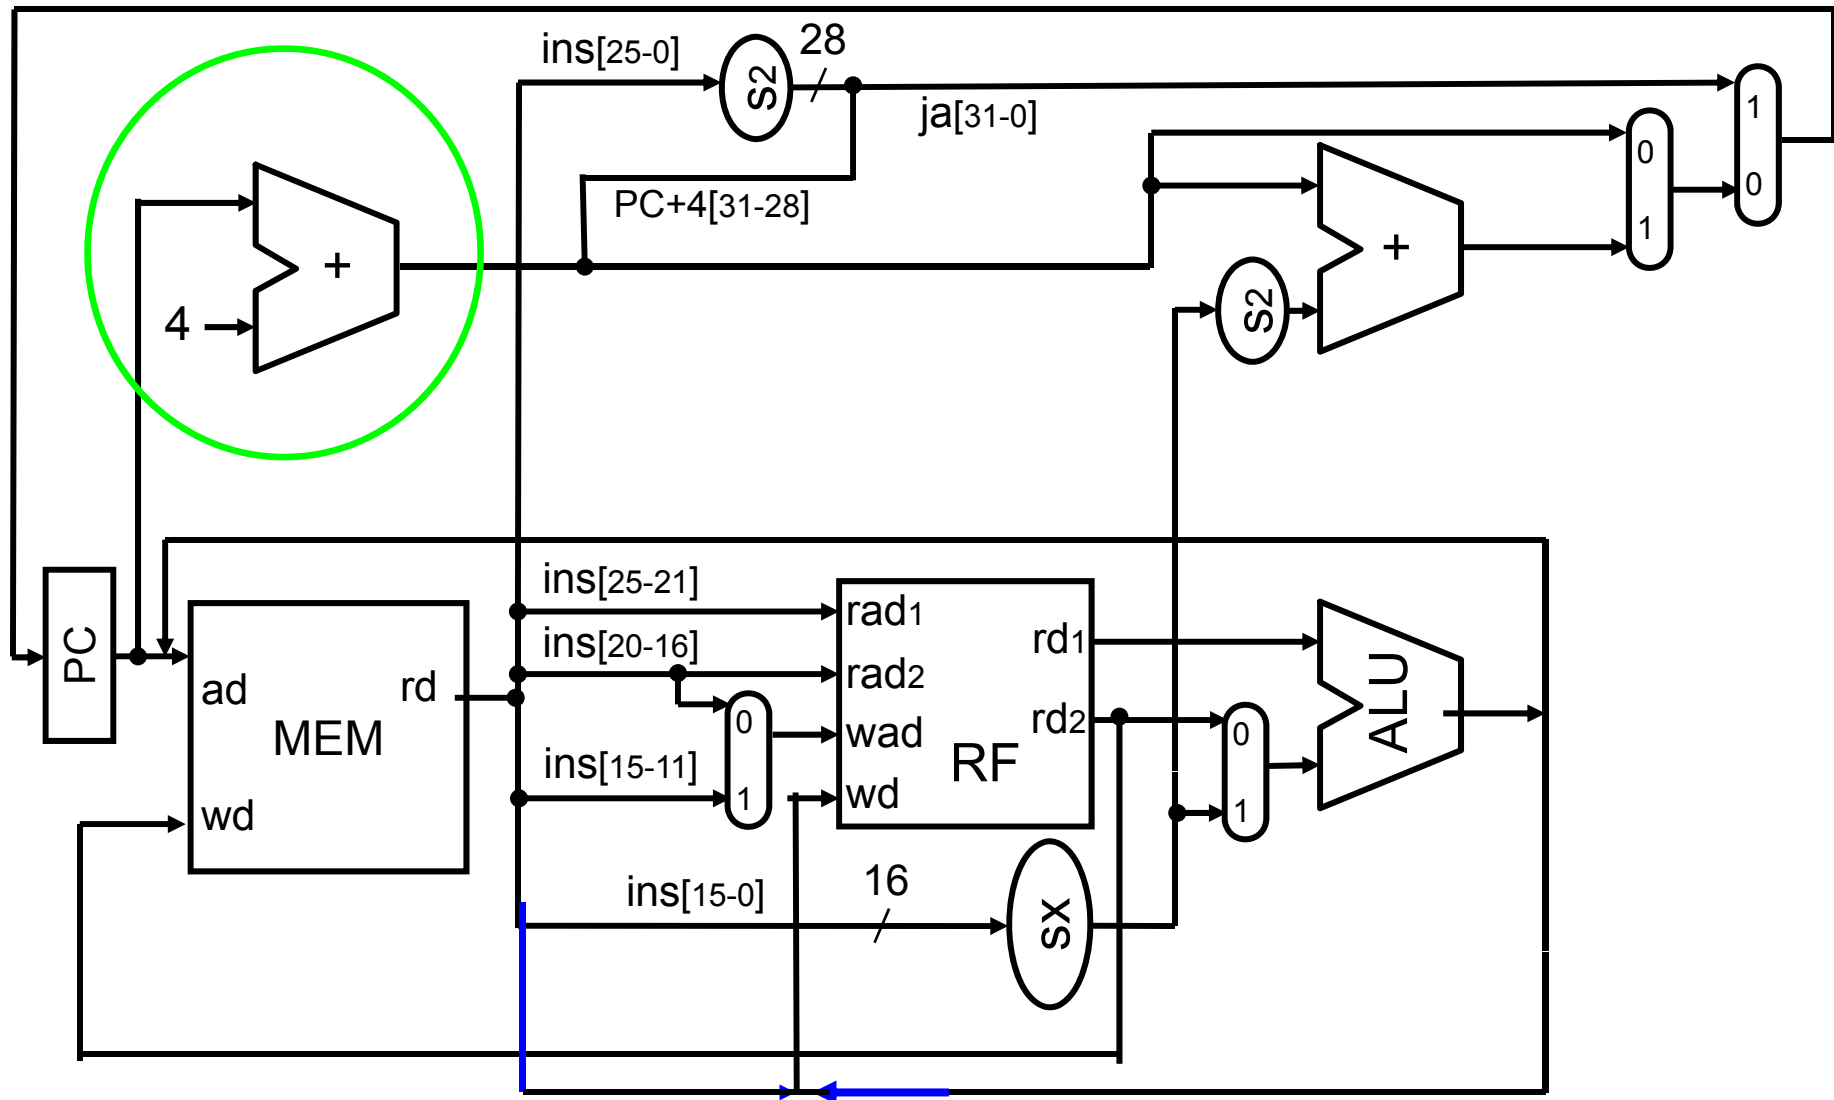 ins[25-0]
s2
28
ja[31-0]
1
0
0
1
PC+4[31-28]
+
4
+
s2
PC
ad
rd
MEM
wd
ins[25-21]
ins[20-16]
ins[15-11]
0
1
rad1
rad2
wad
wd
rd1
rd2
RF
0
1
ALU
ins[15-0]
16
sx